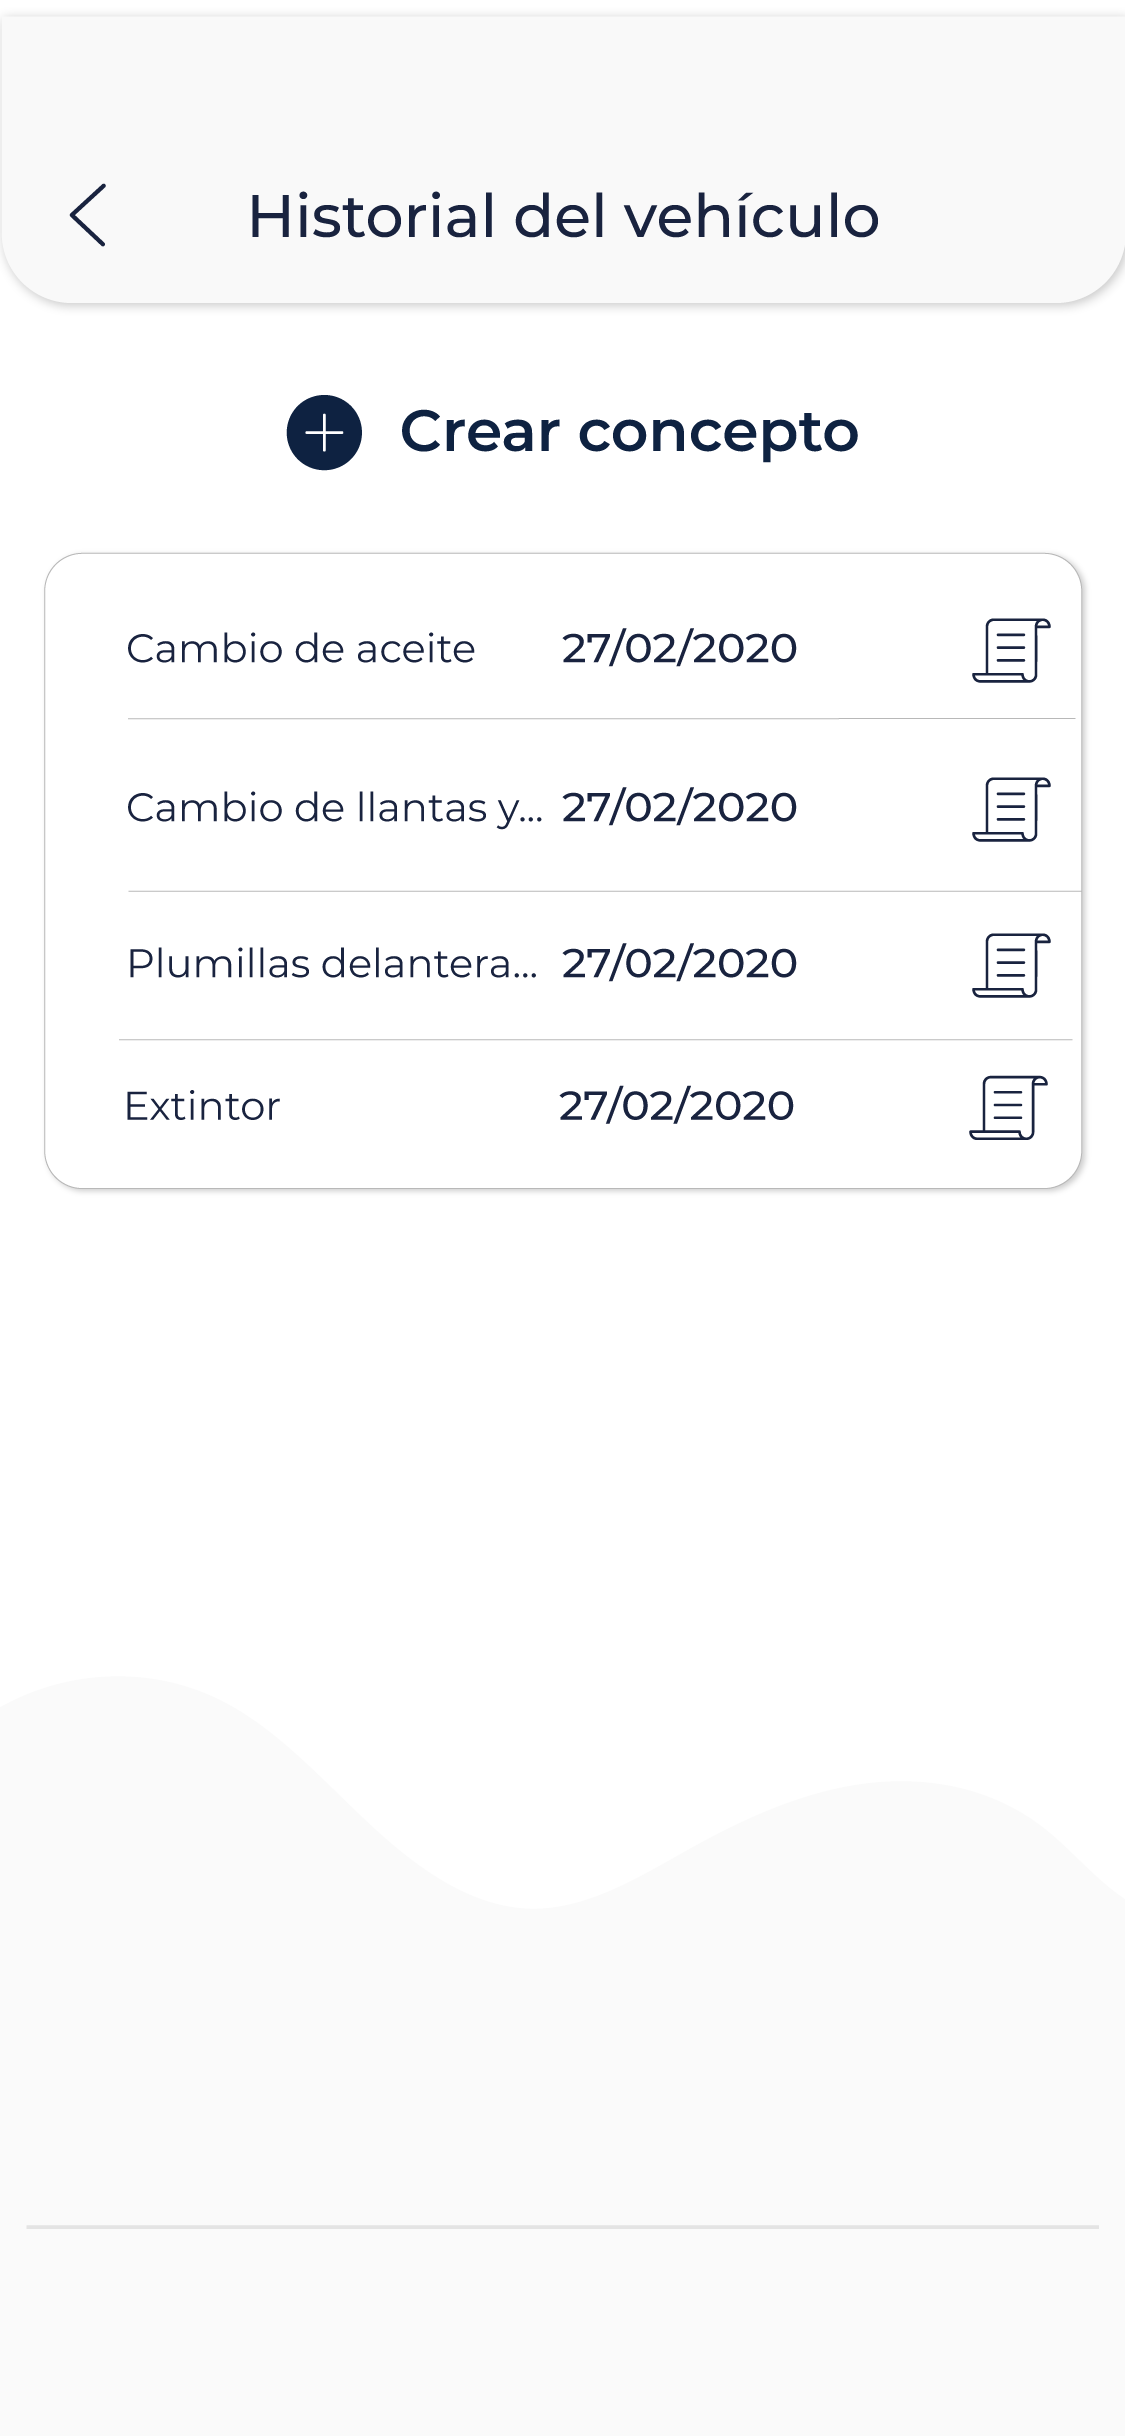 Historial del vehículo
Crear concepto
Cambio de aceite 27/02/2020
Cambio de llantas y... 27/02/2020
Plumillas delantera... 27/02/2020
Extintor 27/02/2020